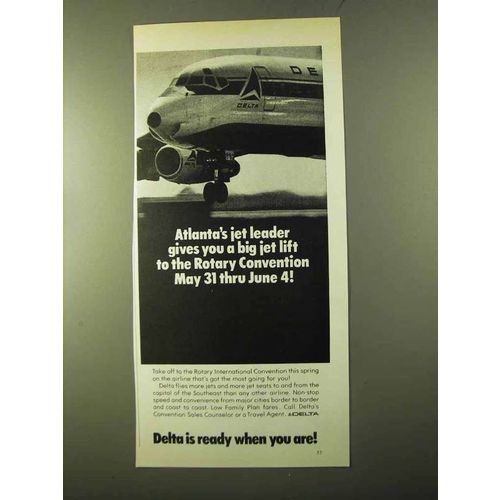 DE
DELTA
Atlanta's jet leader
gives you a big jet lift
to the Rotary Convention
May 31 thru June 4!
Take off to the Rotary International Convention this spring
on the airline that's got the most going for you!
Delta flies more jets and more jet seats to and from the
capital of the Southeast than any other airline. Non-stop
speed and convenience from major cities border to border
and coast to coast. Low Family Plan fares. Call Delta's
Convention Sales Counselor or a Travel Agent. DELTA
Delta is ready when you are!